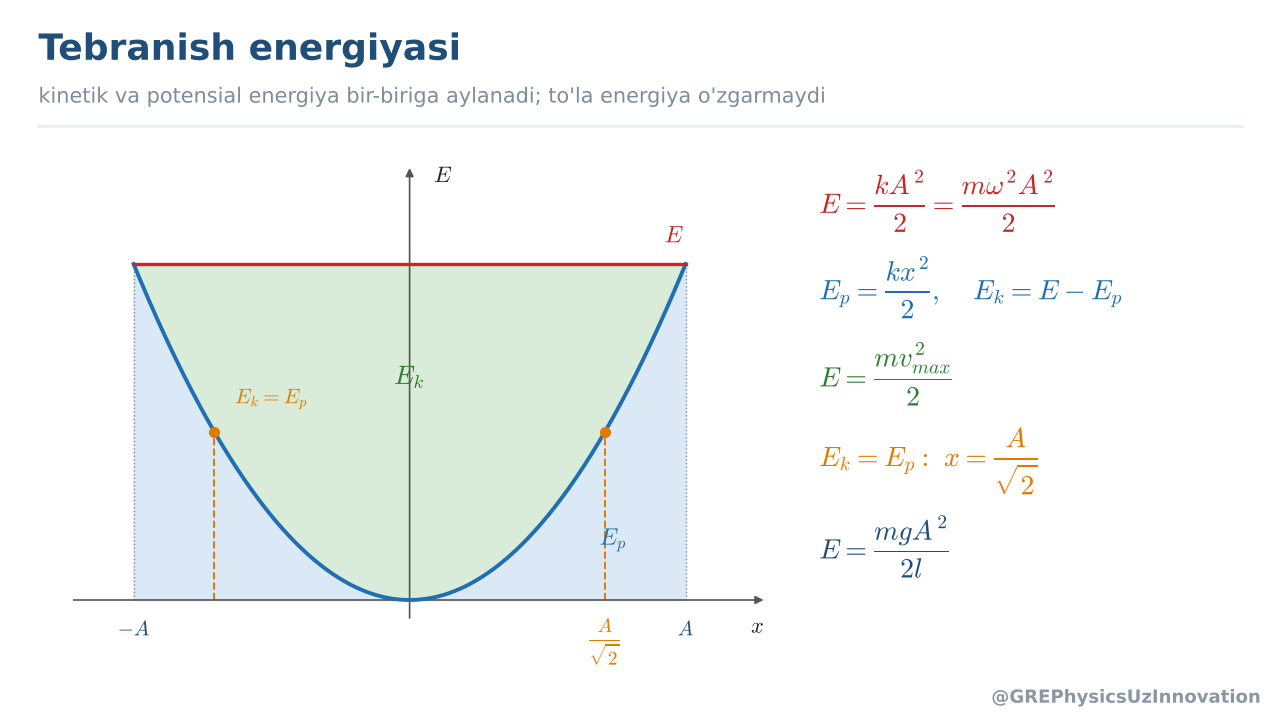 Tebranish energiyasi
kinetik va potensial energiya bir-biriga aylanadi; to'la energiya o'zgarmaydi
E
E
E_k
E_k = E_p
E_p
−A
A/√2
A
x
E = kA²/2 = mω²A²/2
E_p = kx²/2, E_k = E − E_p
E = mv²_max/2
E_k = E_p : x = A/√2
E = mgA²/2l
@GREPhysicsUzInnovation